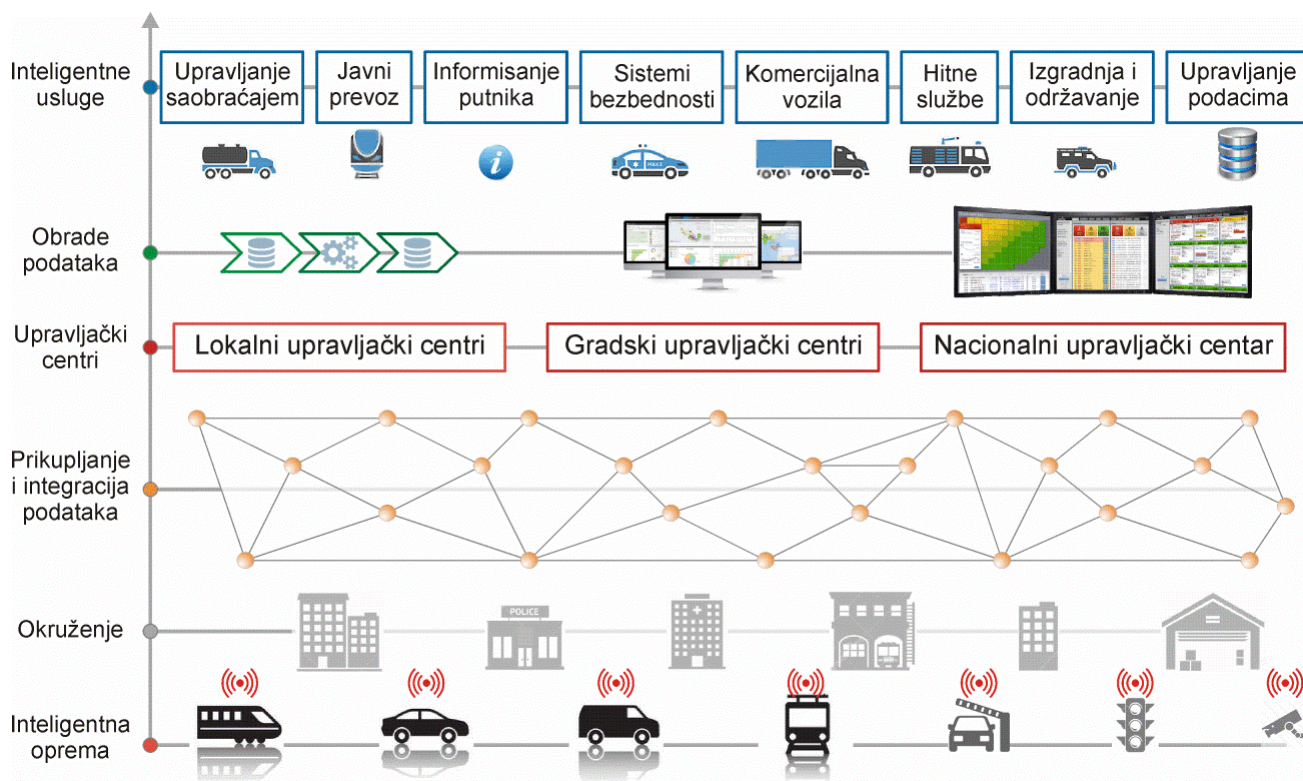 Inteligentne
usluge
Upravljanje
saobraćajem
Javni
prevoz
Informisanje
putnika
Sistemi
bezbednosti
Komercijalna
vozila
Hitne
službe
Izgradnja i
održavanje
Upravljanje
podacima
POLICE
Obrade
podataka
Upravljački
centri
Lokalni upravljački centri
Gradski upravljački centri
Nacionalni upravljački centar
Prikupljanje
i integracija
podataka
Okruženje
POLICE
Inteligentna
oprema